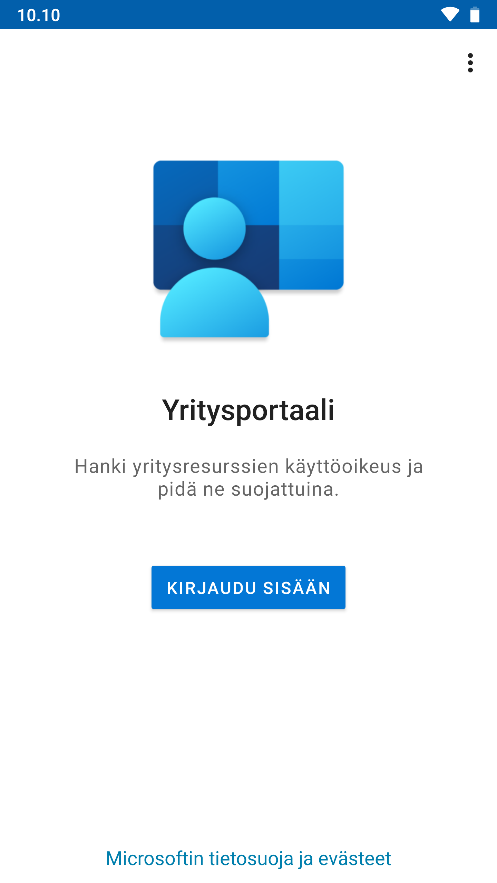 10.10
Yritysportaali
Hanki yritysresurssien käyttöoikeus ja
pidä ne suojattuina.
KIRJAUDU SISÄÄN
Microsoftin tietosuoja ja evästeet